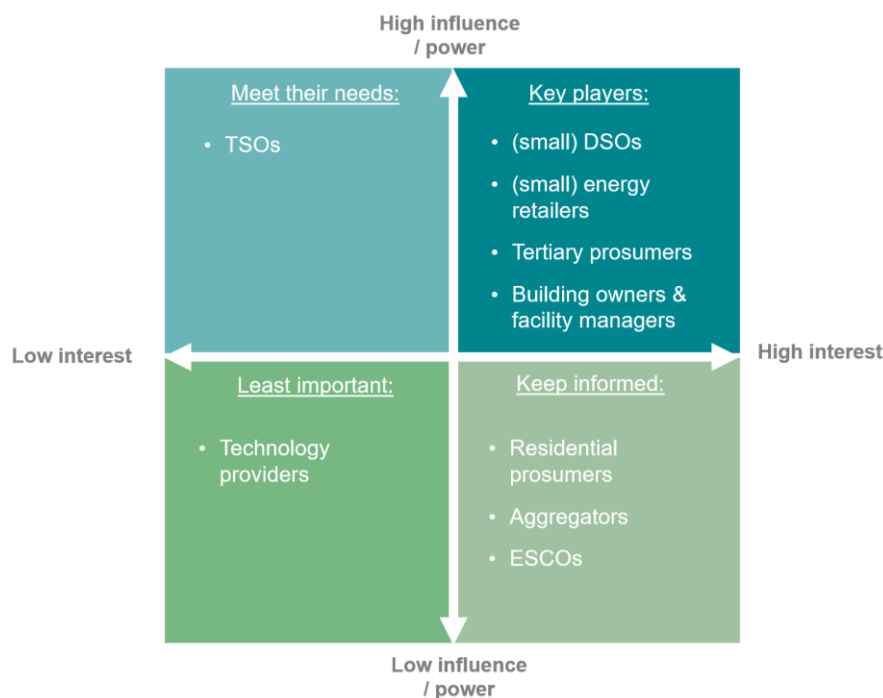 High influence
/ power
Meet their needs:
• TSOs
Key players:
• (small) DSOs
• (small) energy
retailers
• Tertiary prosumers
• Building owners &
facility managers
Low interest
High interest
Least important:
• Technology
providers
Keep informed:
• Residential
prosumers
• Aggregators
• ESCOs
Low influence
/ power